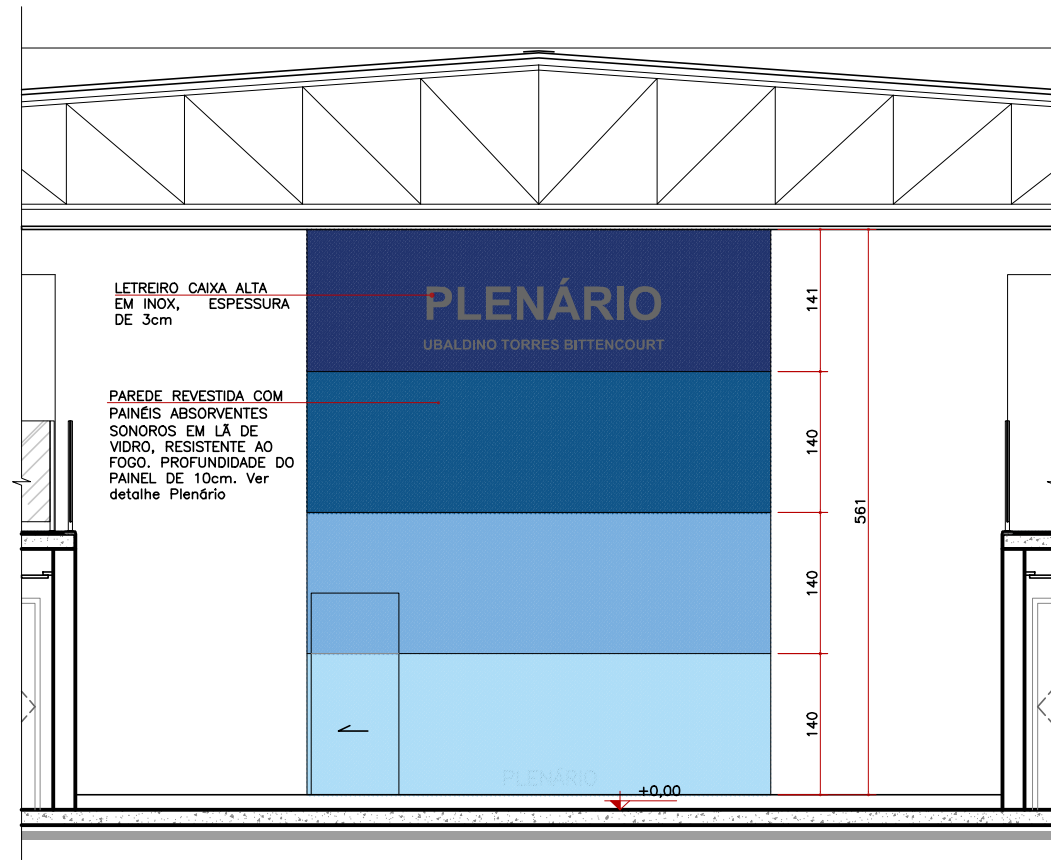 LETREIRO CAIXA ALTA
EM INOX, ESPESSURA
DE 3cm
PLENÁRIO
UBALDINO TORRES BITTENCOURT
PAREDE REVESTIDA COM
PAINÉIS ABSORVENTES
SONOROS EM LÃ DE
VIDRO, RESISTENTE AO
FOGO. PROFUNDIDADE DO
PAINEL DE 10cm. Ver
detalhe Plenário
141
140
561
140
140
PLENÁRIO
+0,00